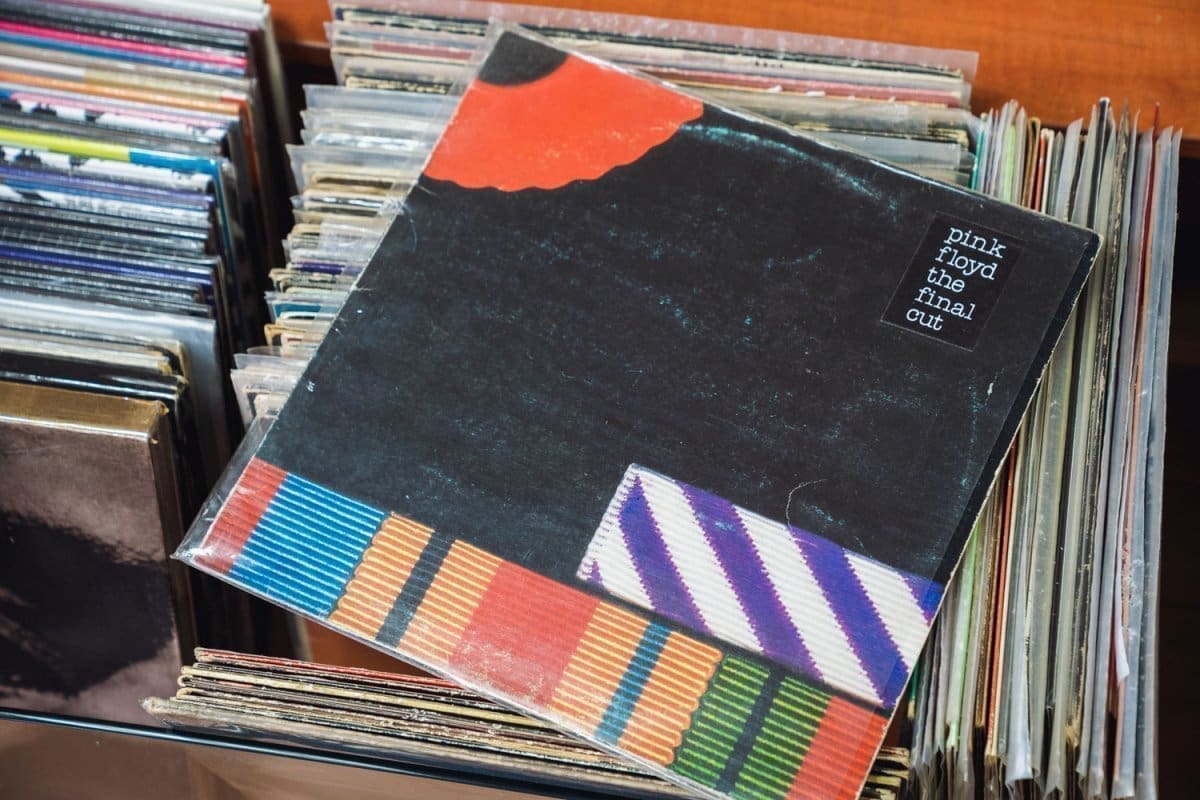 pink
floyd
the
final
cut